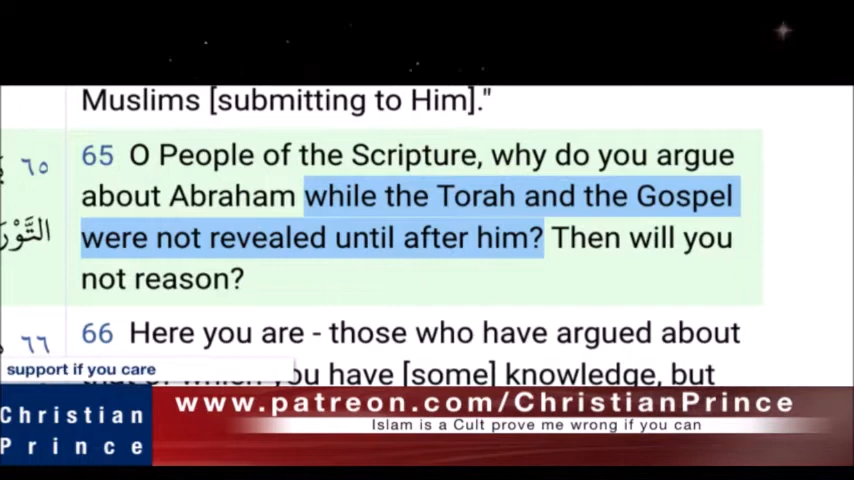 Muslims [submitting to Him]."
65 O People of the Scripture, why do you argue
٦٥
about Abraham while the Torah and the Gospel
were not revealed until after him? Then will you
التَّوْرَ
not reason?
66 Here you are - those who have argued about
٦٦
you have [some] knowledge, but
support if you care
Christian
Prince
www.patreon.com/ChristianPrince
Islam is a Cult prove me wrong if you can